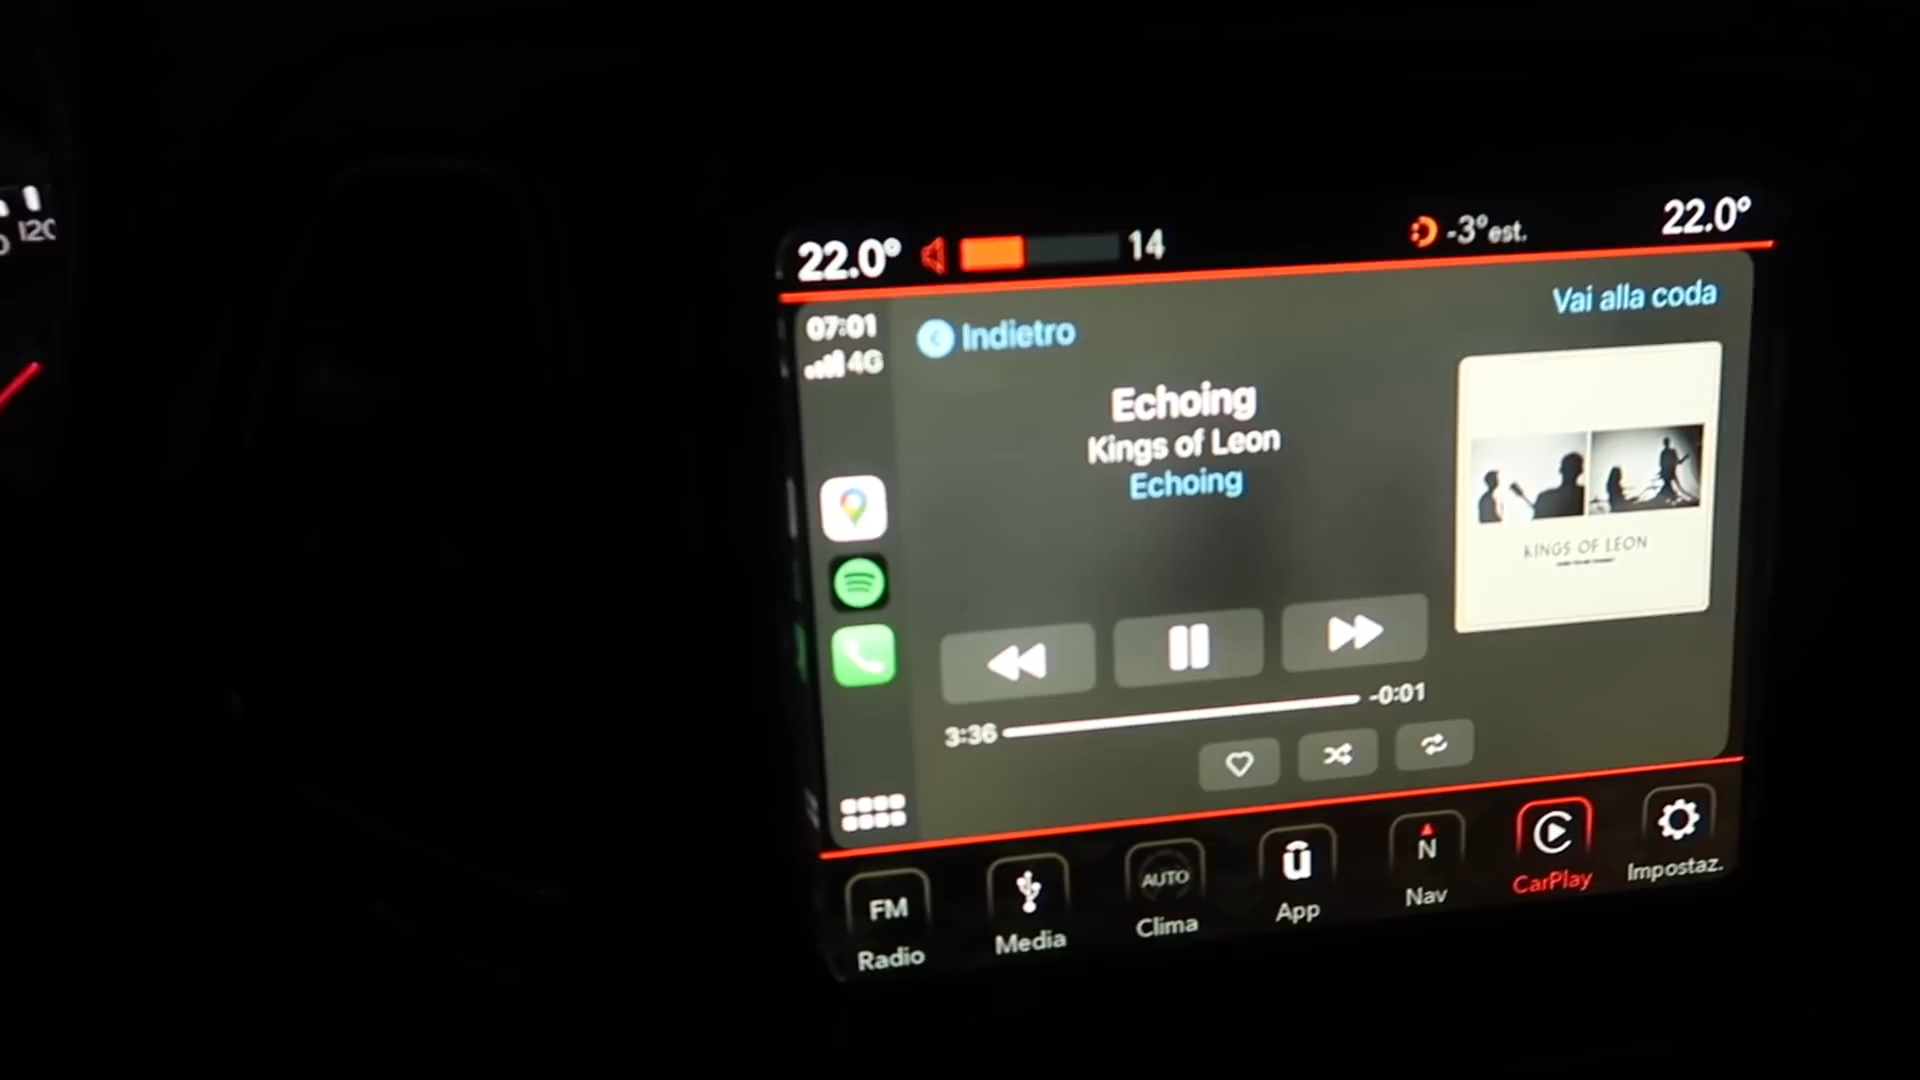 120
22.0°
14
-3°est.
22.0°
07:01
4G
Indietro
Vai alla coda
Echoing
Kings of Leon
Echoing
KINGS OF LEON
3:36
-0:01
FM
Radio
Media
AUTO
Clima
App
N
Nav
CarPlay
Impostaz.